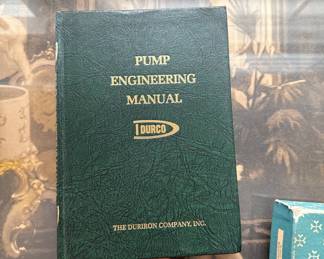 PUMP
ENGINEERING
MANUAL
DURCO
THE DURIRON COMPANY, INC.